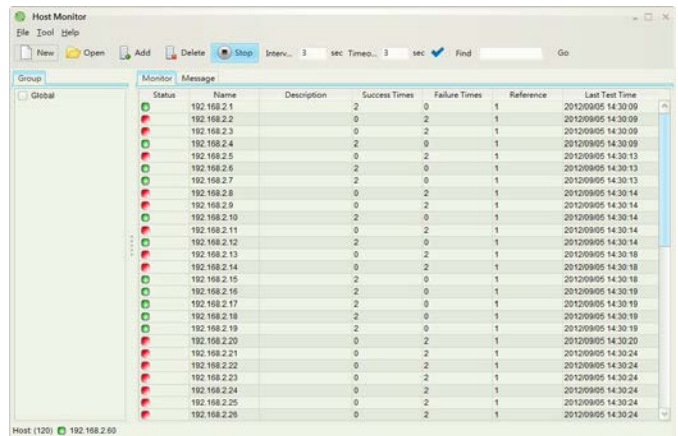 Host Monitor
File Tool Help
New Open Add Delete Stop Interv... 3 sec Timeo... 3 sec Find Go
Group
Monitor Message
Global
Status Name Description Success Times Failure Times Reference Last Test Time
192.168.2.1 2 0 1 2012/09/05 14:30:09
192.168.2.2 0 2 1 2012/09/05 14:30:09
192.168.2.3 0 2 1 2012/09/05 14:30:09
192.168.2.4 2 0 1 2012/09/05 14:30:09
192.168.2.5 0 2 1 2012/09/05 14:30:13
192.168.2.6 2 0 1 2012/09/05 14:30:13
192.168.2.7 2 0 1 2012/09/05 14:30:13
192.168.2.8 0 2 1 2012/09/05 14:30:14
192.168.2.9 0 2 1 2012/09/05 14:30:14
192.168.2.10 2 0 1 2012/09/05 14:30:14
192.168.2.11 0 2 1 2012/09/05 14:30:14
192.168.2.12 2 0 1 2012/09/05 14:30:14
192.168.2.13 0 2 1 2012/09/05 14:30:18
192.168.2.14 0 2 1 2012/09/05 14:30:18
192.168.2.15 2 0 1 2012/09/05 14:30:18
192.168.2.16 2 0 1 2012/09/05 14:30:19
192.168.2.17 2 0 1 2012/09/05 14:30:19
192.168.2.18 2 0 1 2012/09/05 14:30:19
192.168.2.19 2 0 1 2012/09/05 14:30:19
192.168.2.20 0 2 1 2012/09/05 14:30:20
192.168.2.21 0 2 1 2012/09/05 14:30:24
192.168.2.22 0 2 1 2012/09/05 14:30:24
192.168.2.23 0 2 1 2012/09/05 14:30:24
192.168.2.24 0 2 1 2012/09/05 14:30:24
192.168.2.25 0 2 1 2012/09/05 14:30:24
192.168.2.26 0 2 1 2012/09/05 14:30:24
Host: (120) 192.168.2.60